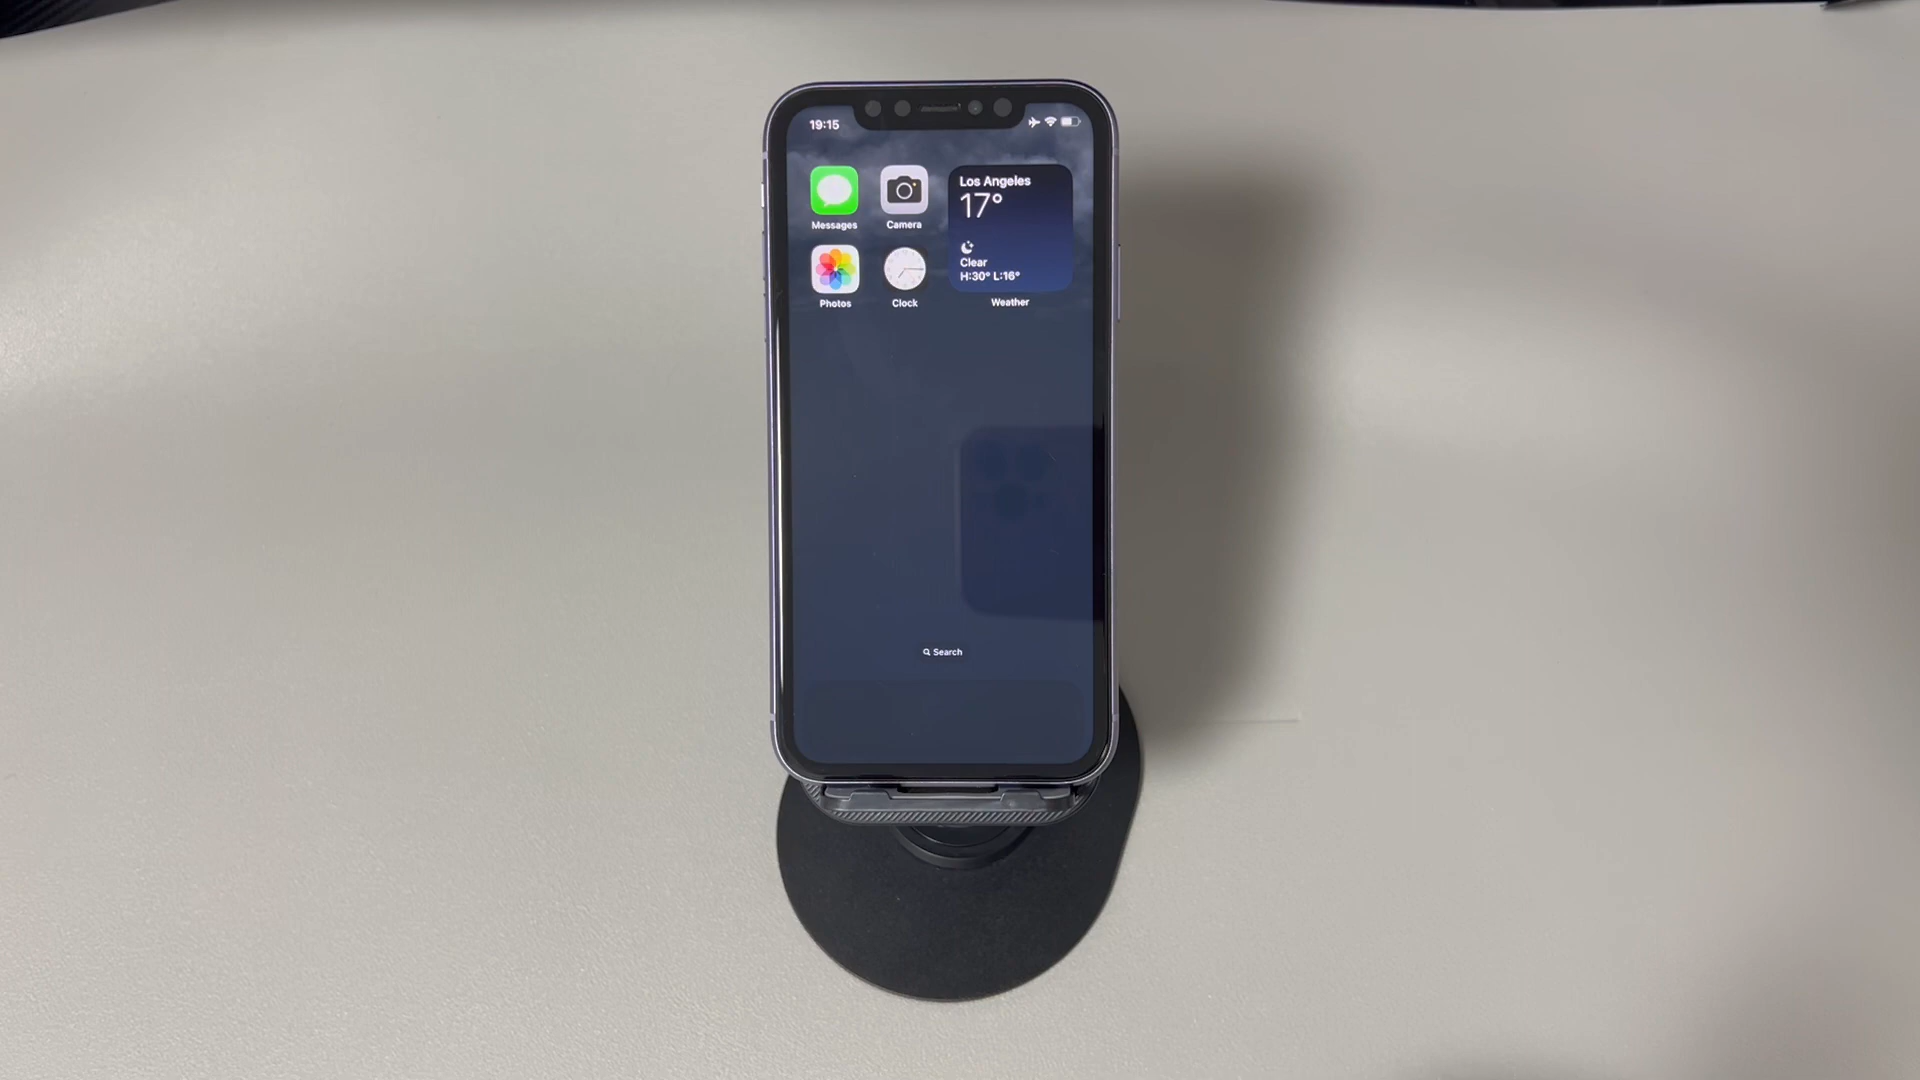 19:15
Messages
Camera
Los Angeles
17°
Clear
H:30° L:16°
Photos
Clock
Weather
Search